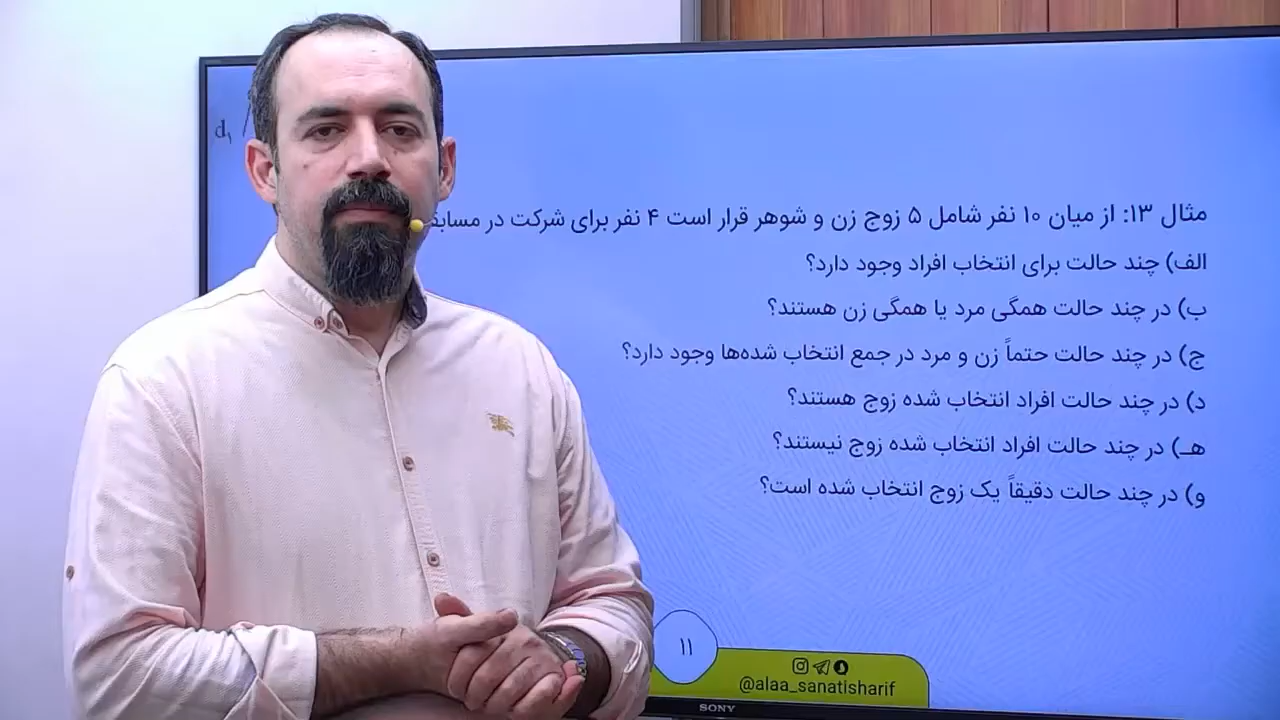 d₁
مثال ۱۳: از میان ۱۰ نفر شامل ۵ زوج زن و شوهر قرار است ۴ نفر برای شرکت در
الف) چند حالت برای انتخاب افراد وجود دارد؟
ب) در چند حالت همگی مرد یا همگی زن هستند؟
ج) در چند حالت حتماً زن و مرد در جمع انتخاب شده‌ها وجود دارد؟
د) در چند حالت افراد انتخاب شده زوج هستند؟
هـ) در چند حالت افراد انتخاب شده زوج نیستند؟
و) در چند حالت دقیقاً یک زوج انتخاب شده است؟
۱۱
@alaa_sanatisharif
SONY